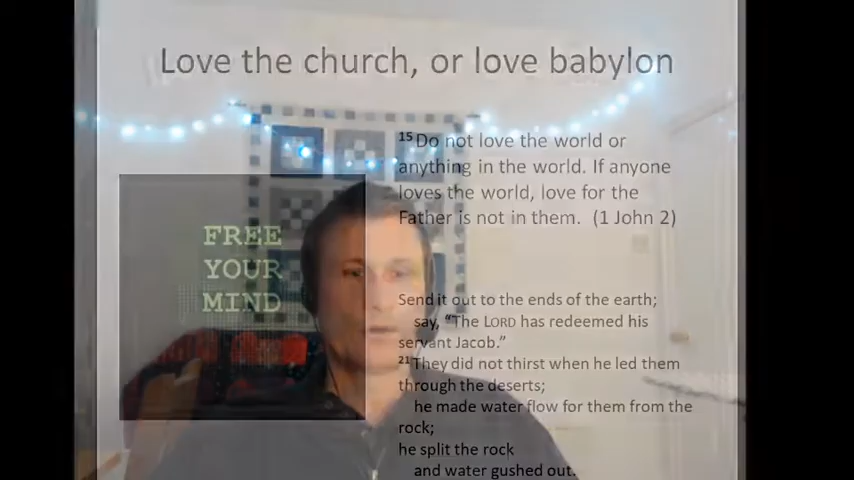 Love the church, or love babylon
FREE
YOUR
MIND
15 Do not love the world or
anything in the world. If anyone
loves the world, love for the
Father is not in them. (1 John 2)
Send it out to the ends of the earth;
say, “The LORD has redeemed his
servant Jacob.”
21 They did not thirst when he led them
through the deserts;
he made water flow for them from the
rock;
he split the rock
and water gushed out.